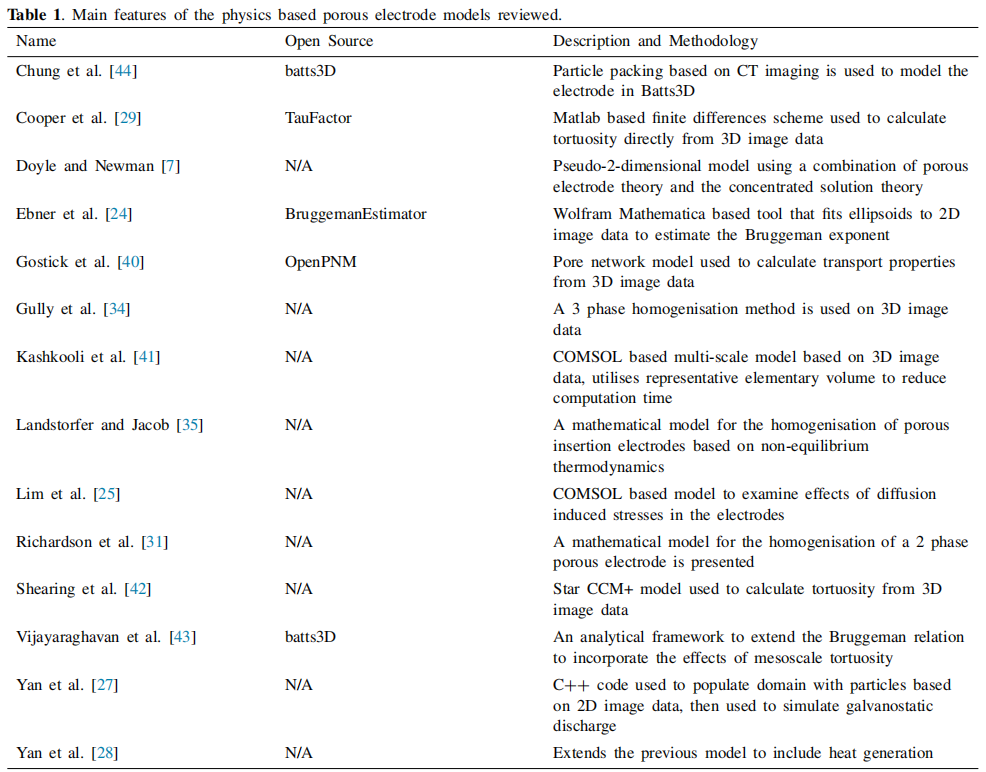 Table 1. Main features of the physics based porous electrode models reviewed.
Name Open Source Description and Methodology
Chung et al. [44] batts3D Particle packing based on CT imaging is used to model the
electrode in Batts3D
Cooper et al. [29] TauFactor Matlab based finite differences scheme used to calculate
tortuosity directly from 3D image data
Doyle and Newman [7] N/A Pseudo-2-dimensional model using a combination of porous
electrode theory and the concentrated solution theory
Ebner et al. [24] BruggemanEstimator Wolfram Mathematica based tool that fits ellipsoids to 2D
image data to estimate the Bruggeman exponent
Gostick et al. [40] OpenPNM Pore network model used to calculate transport properties
from 3D image data
Gully et al. [34] N/A A 3 phase homogenisation method is used on 3D image
data
Kashkooli et al. [41] N/A COMSOL based multi-scale model based on 3D image
data, utilises representative elementary volume to reduce
computation time
Landstorfer and Jacob [35] N/A A mathematical model for the homogenisation of porous
insertion electrodes based on non-equilibrium
thermodynamics
Lim et al. [25] N/A COMSOL based model to examine effects of diffusion
induced stresses in the electrodes
Richardson et al. [31] N/A A mathematical model for the homogenisation of a 2 phase
porous electrode is presented
Shearing et al. [42] N/A Star CCM+ model used to calculate tortuosity from 3D
image data
Vijayaraghavan et al. [43] batts3D An analytical framework to extend the Bruggeman relation
to incorporate the effects of mesoscale tortuosity
Yan et al. [27] N/A C++ code used to populate domain with particles based
on 2D image data, then used to simulate galvanostatic
discharge
Yan et al. [28] N/A Extends the previous model to include heat generation